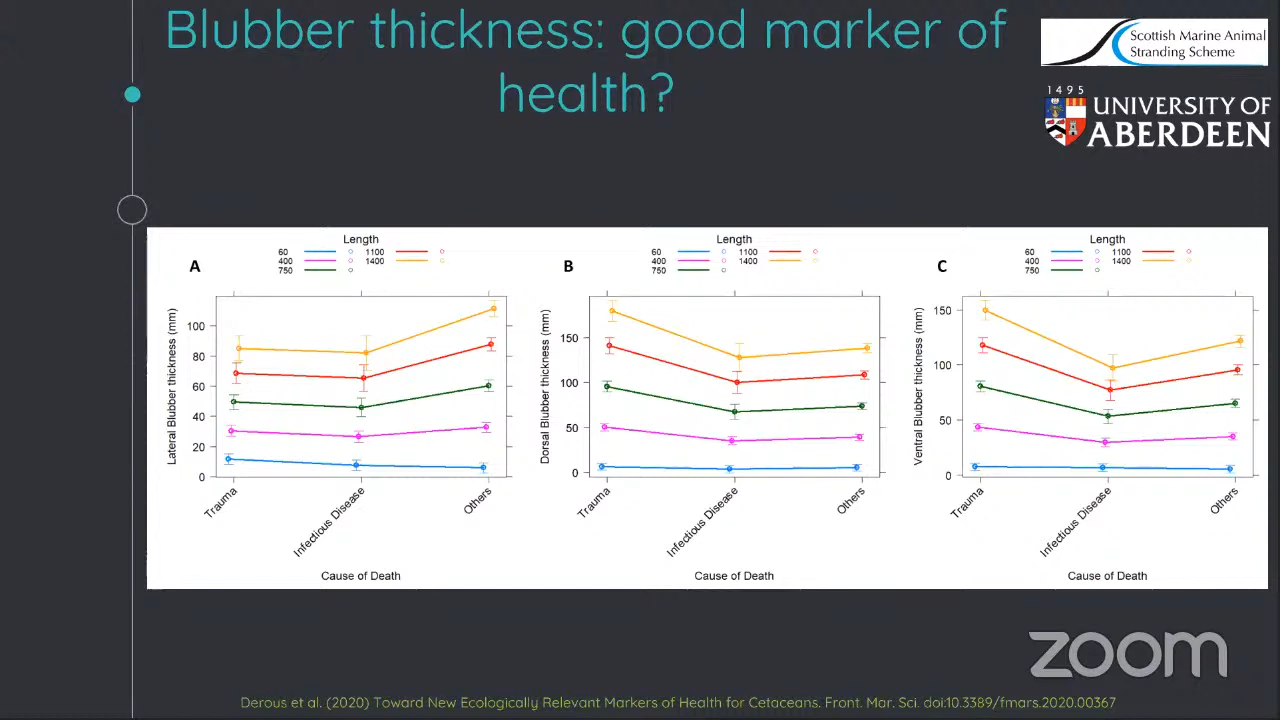 Blubber thickness: good marker of
health?
Scottish Marine Animal
Stranding Scheme
1495
UNIVERSITY OF
ABERDEEN
A
Length
60 1100
400 1400
750
Lateral Blubber thickness (mm)
100
80
60
40
20
0
Trauma
Infectious Disease
Others
Cause of Death
B
Length
60 1100
400 1400
750
Dorsal Blubber thickness (mm)
150
100
50
0
Trauma
Infectious Disease
Others
Cause of Death
C
Length
60 1100
400 1400
750
Ventral Blubber thickness (mm)
150
100
50
0
Trauma
Infectious Disease
Others
Cause of Death
zoom
Derous et al. (2020) Toward New Ecologically Relevant Markers of Health for Cetaceans. Front. Mar. Sci. doi:10.3389/fmars.2020.00367